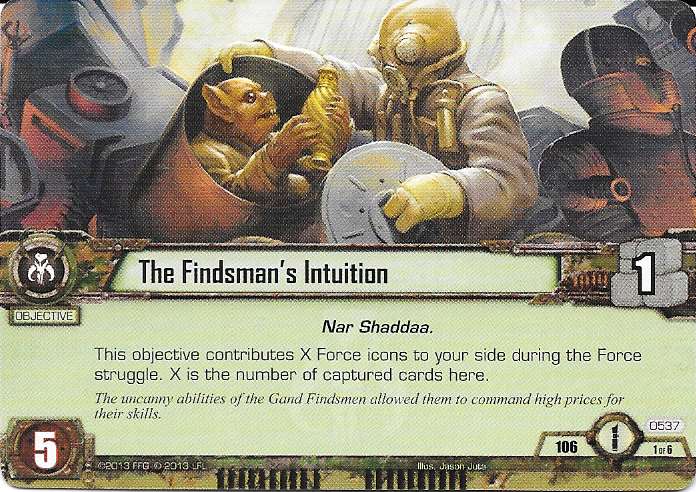 The Findsman's Intuition
1
OBJECTIVE
Nar Shaddaa.
This objective contributes X Force icons to your side during the Force
struggle. X is the number of captured cards here.
The uncanny abilities of the Gand Findsmen allowed them to command high prices for
their skills.
0537
5
106
1 OF 6
©2013 FFG © 2013 LFL
Illus. Jason Juta